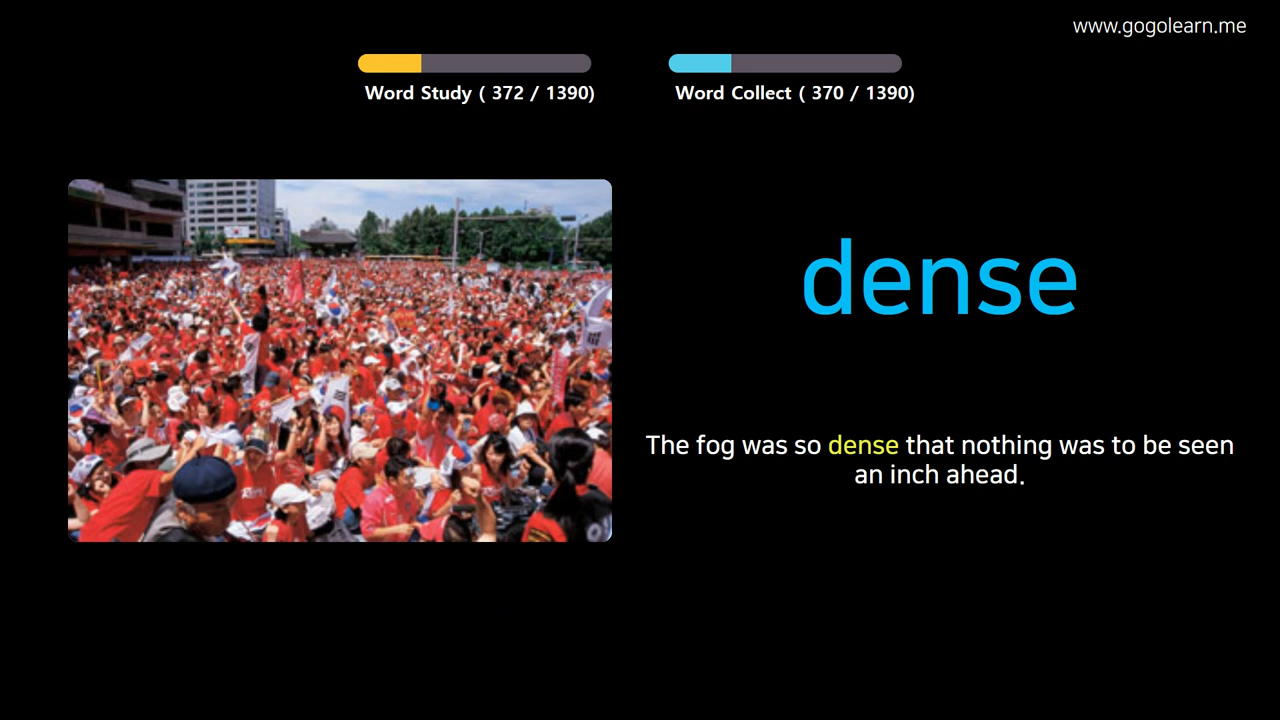 www.gogolearn.me
Word Study ( 372 / 1390)
Word Collect ( 370 / 1390)
dense
The fog was so dense that nothing was to be seen
an inch ahead.